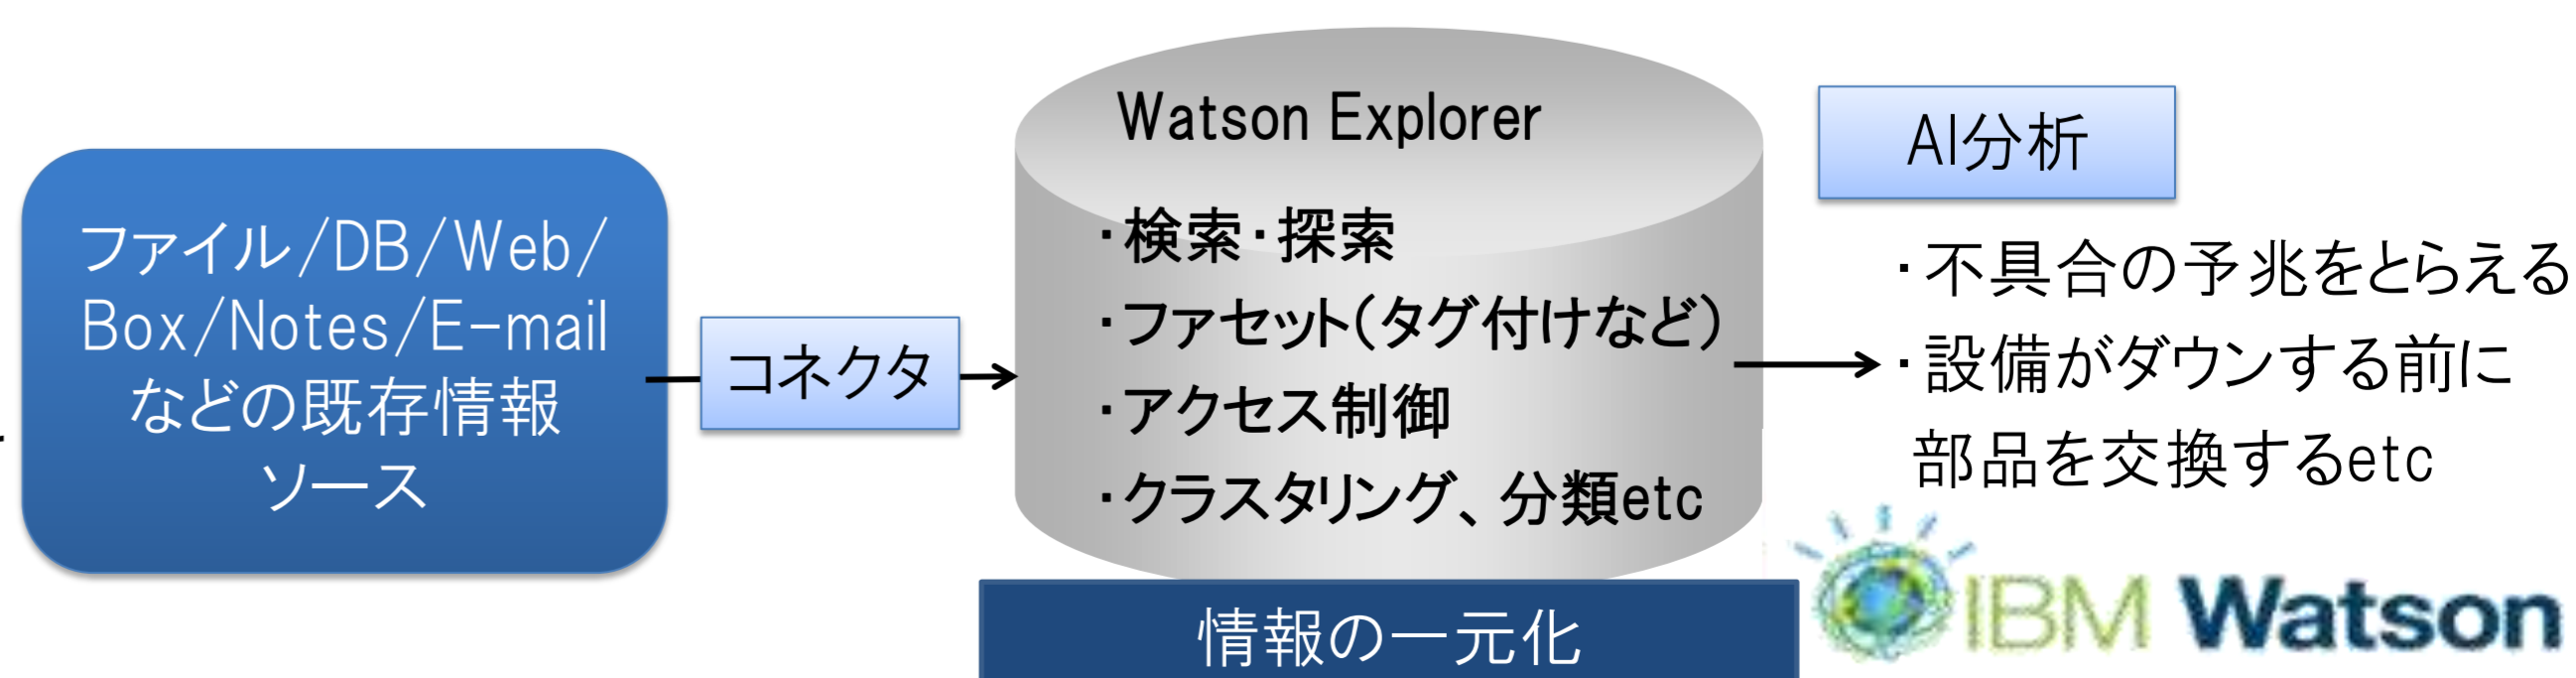 ファイル/DB/Web/
Box/Notes/E-mail
などの既存情報
ソース
コネクタ
Watson Explorer
・検索・探索
・ファセット(タグ付けなど)
・アクセス制御
・クラスタリング、分類etc
情報の一元化
AI分析
・不具合の予兆をとらえる
・設備がダウンする前に
部品を交換するetc
IBM Watson